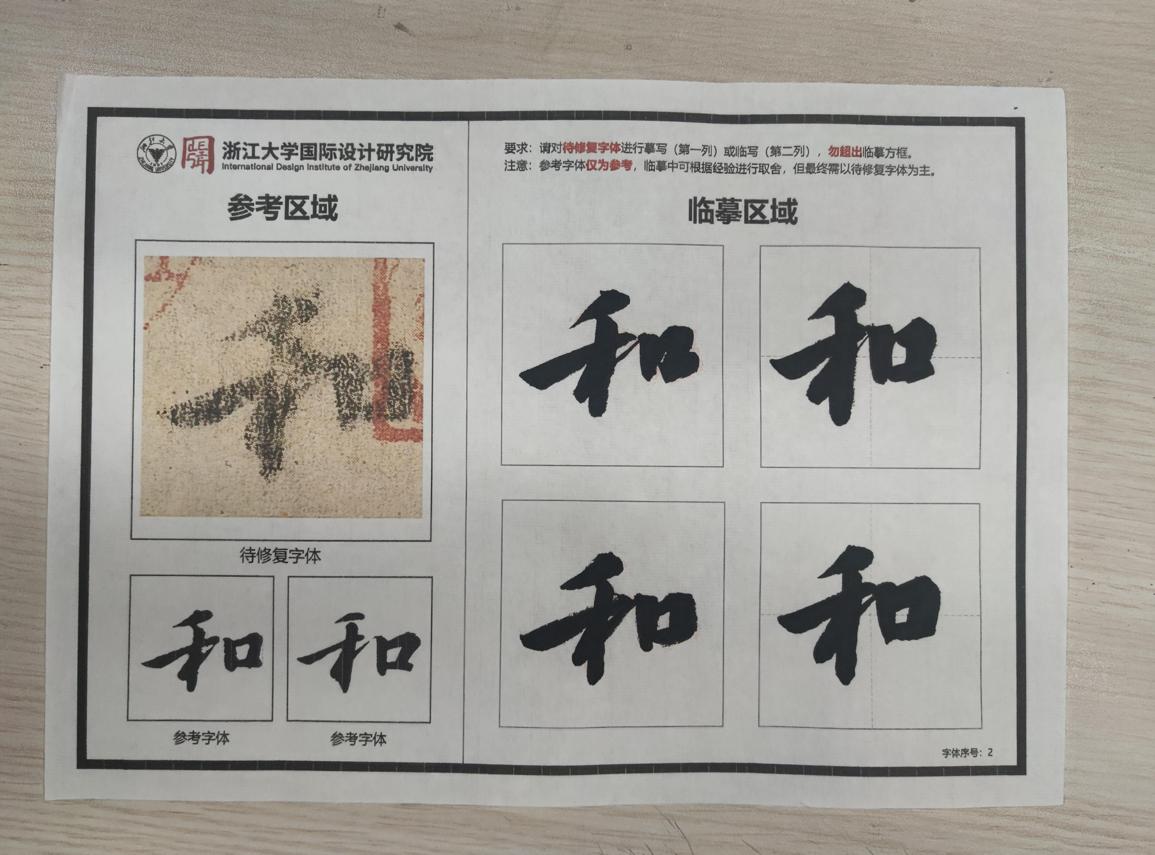 浙江大学国际设计研究院
International Design Institute of Zhejiang University
参考区域
和
待修复字体
和
和
参考字体
参考字体
要求：请对待修复字体进行摹写（第一列）或临写（第二列），勿超出临摹方框。
注意：参考字体仅为参考，临摹中可根据经验进行取舍，但最终需以待修复字体为主。
临摹区域
和
和
和
和
字体序号：2